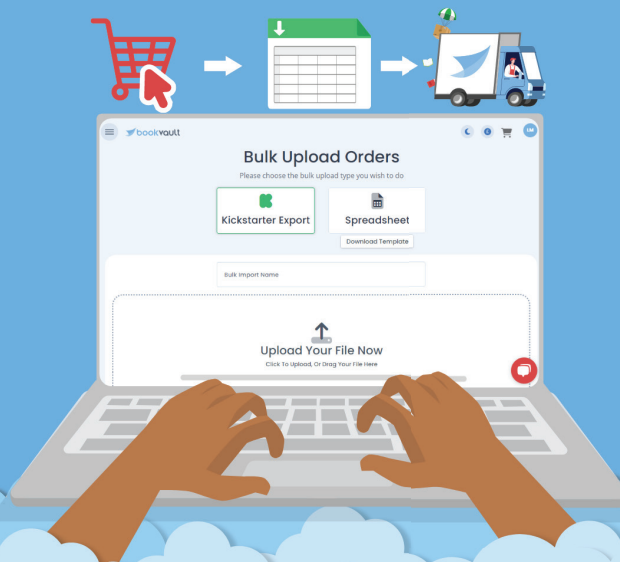 bookvault
UM
Bulk Upload Orders
Please choose the bulk upload type you wish to do
Kickstarter Export
Spreadsheet
Download Template
Bulk Import Name
Upload Your File Now
Click To Upload, Or Drag Your File Here